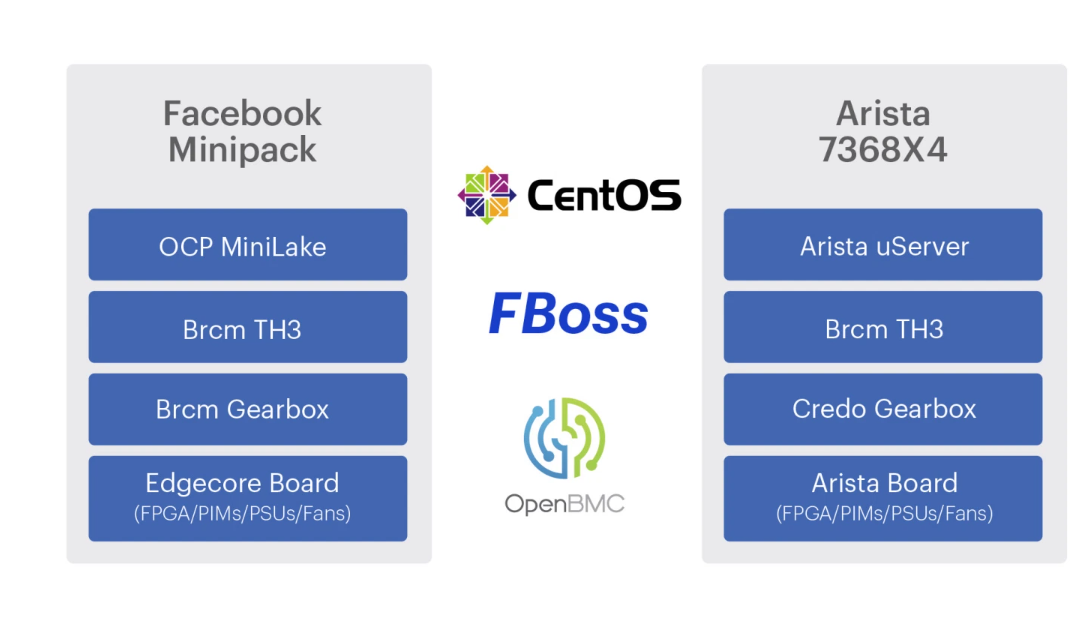 Facebook
Minipack
OCP MiniLake
Brcm TH3
Brcm Gearbox
Edgecore Board
(FPGA/PIMs/PSUs/Fans)
CentOS
FBoss
OpenBMC
Arista
7368X4
Arista uServer
Brcm TH3
Credo Gearbox
Arista Board
(FPGA/PIMs/PSUs/Fans)